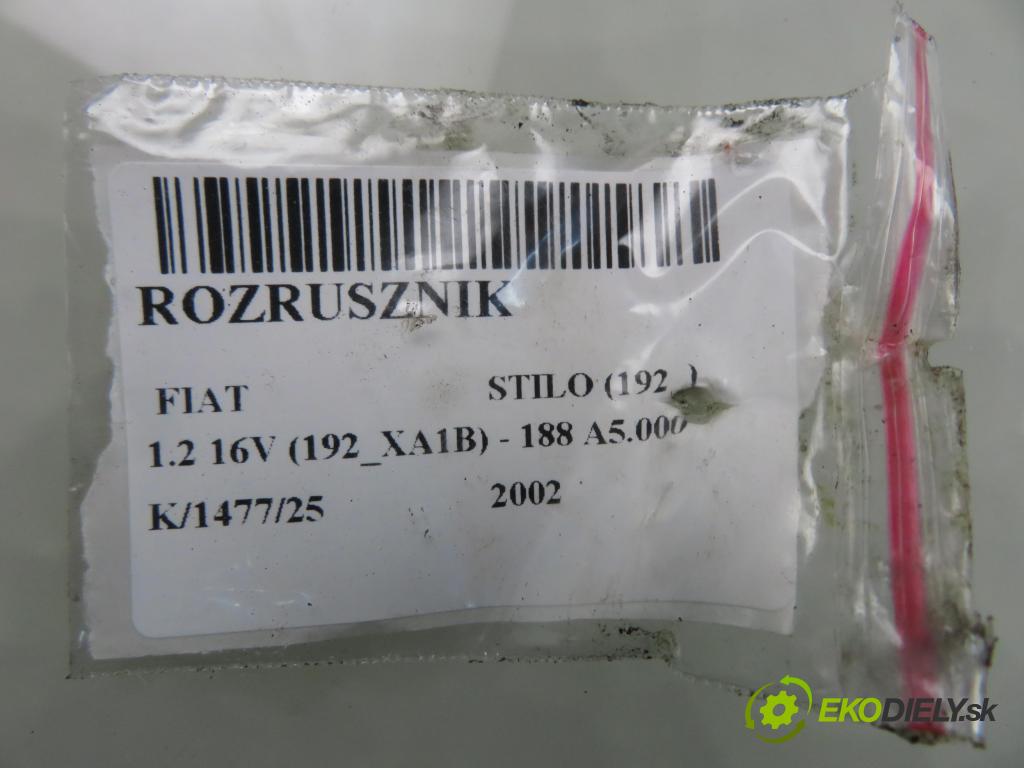 ROZRUSZNIK
FIAT STILO (192_)
1.2 16V (192_XA1B) - 188 A5.000
K/1477/25 2002
EKODIELY.sk